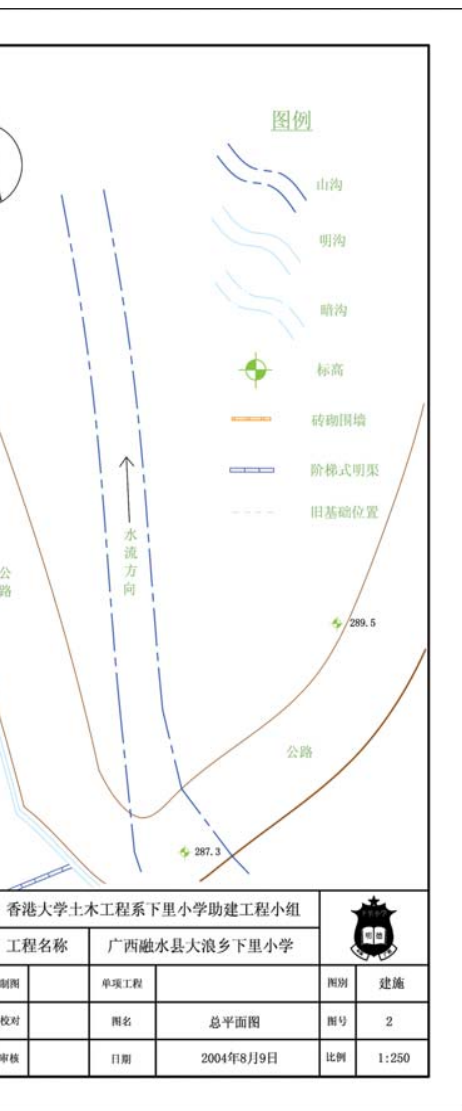 图例
山沟
明沟
暗沟
标高
砖砌围墙
阶梯式明渠
旧基础位置
水流方向
公路
289.5
公路
287.3
香港大学土木工程系下里小学助建工程小组
工程名称 广西融水县大浪乡下里小学
明德
制图 单项工程 图别 建施
校对 图名 总平面图 图号 2
审核 日期 2004年8月9日 比例 1:250